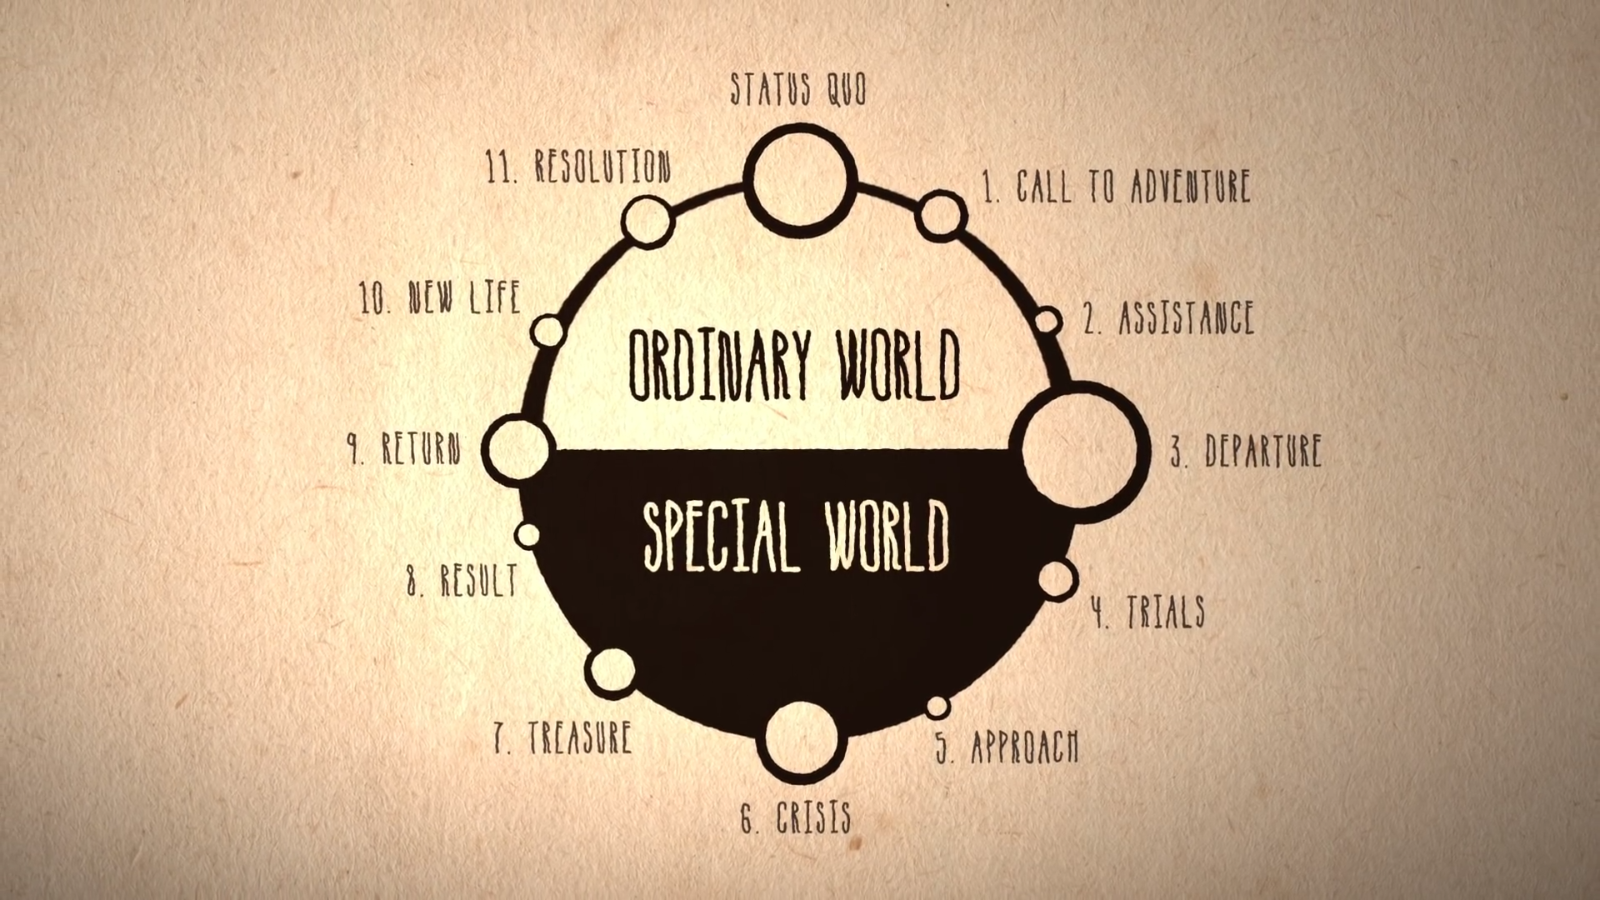 STATUS QUO
1. CALL TO ADVENTURE
2. ASSISTANCE
3. DEPARTURE
4. TRIALS
5. APPROACH
6. CRISIS
7. TREASURE
8. RESULT
9. RETURN
10. NEW LIFE
11. RESOLUTION
ORDINARY WORLD
SPECIAL WORLD